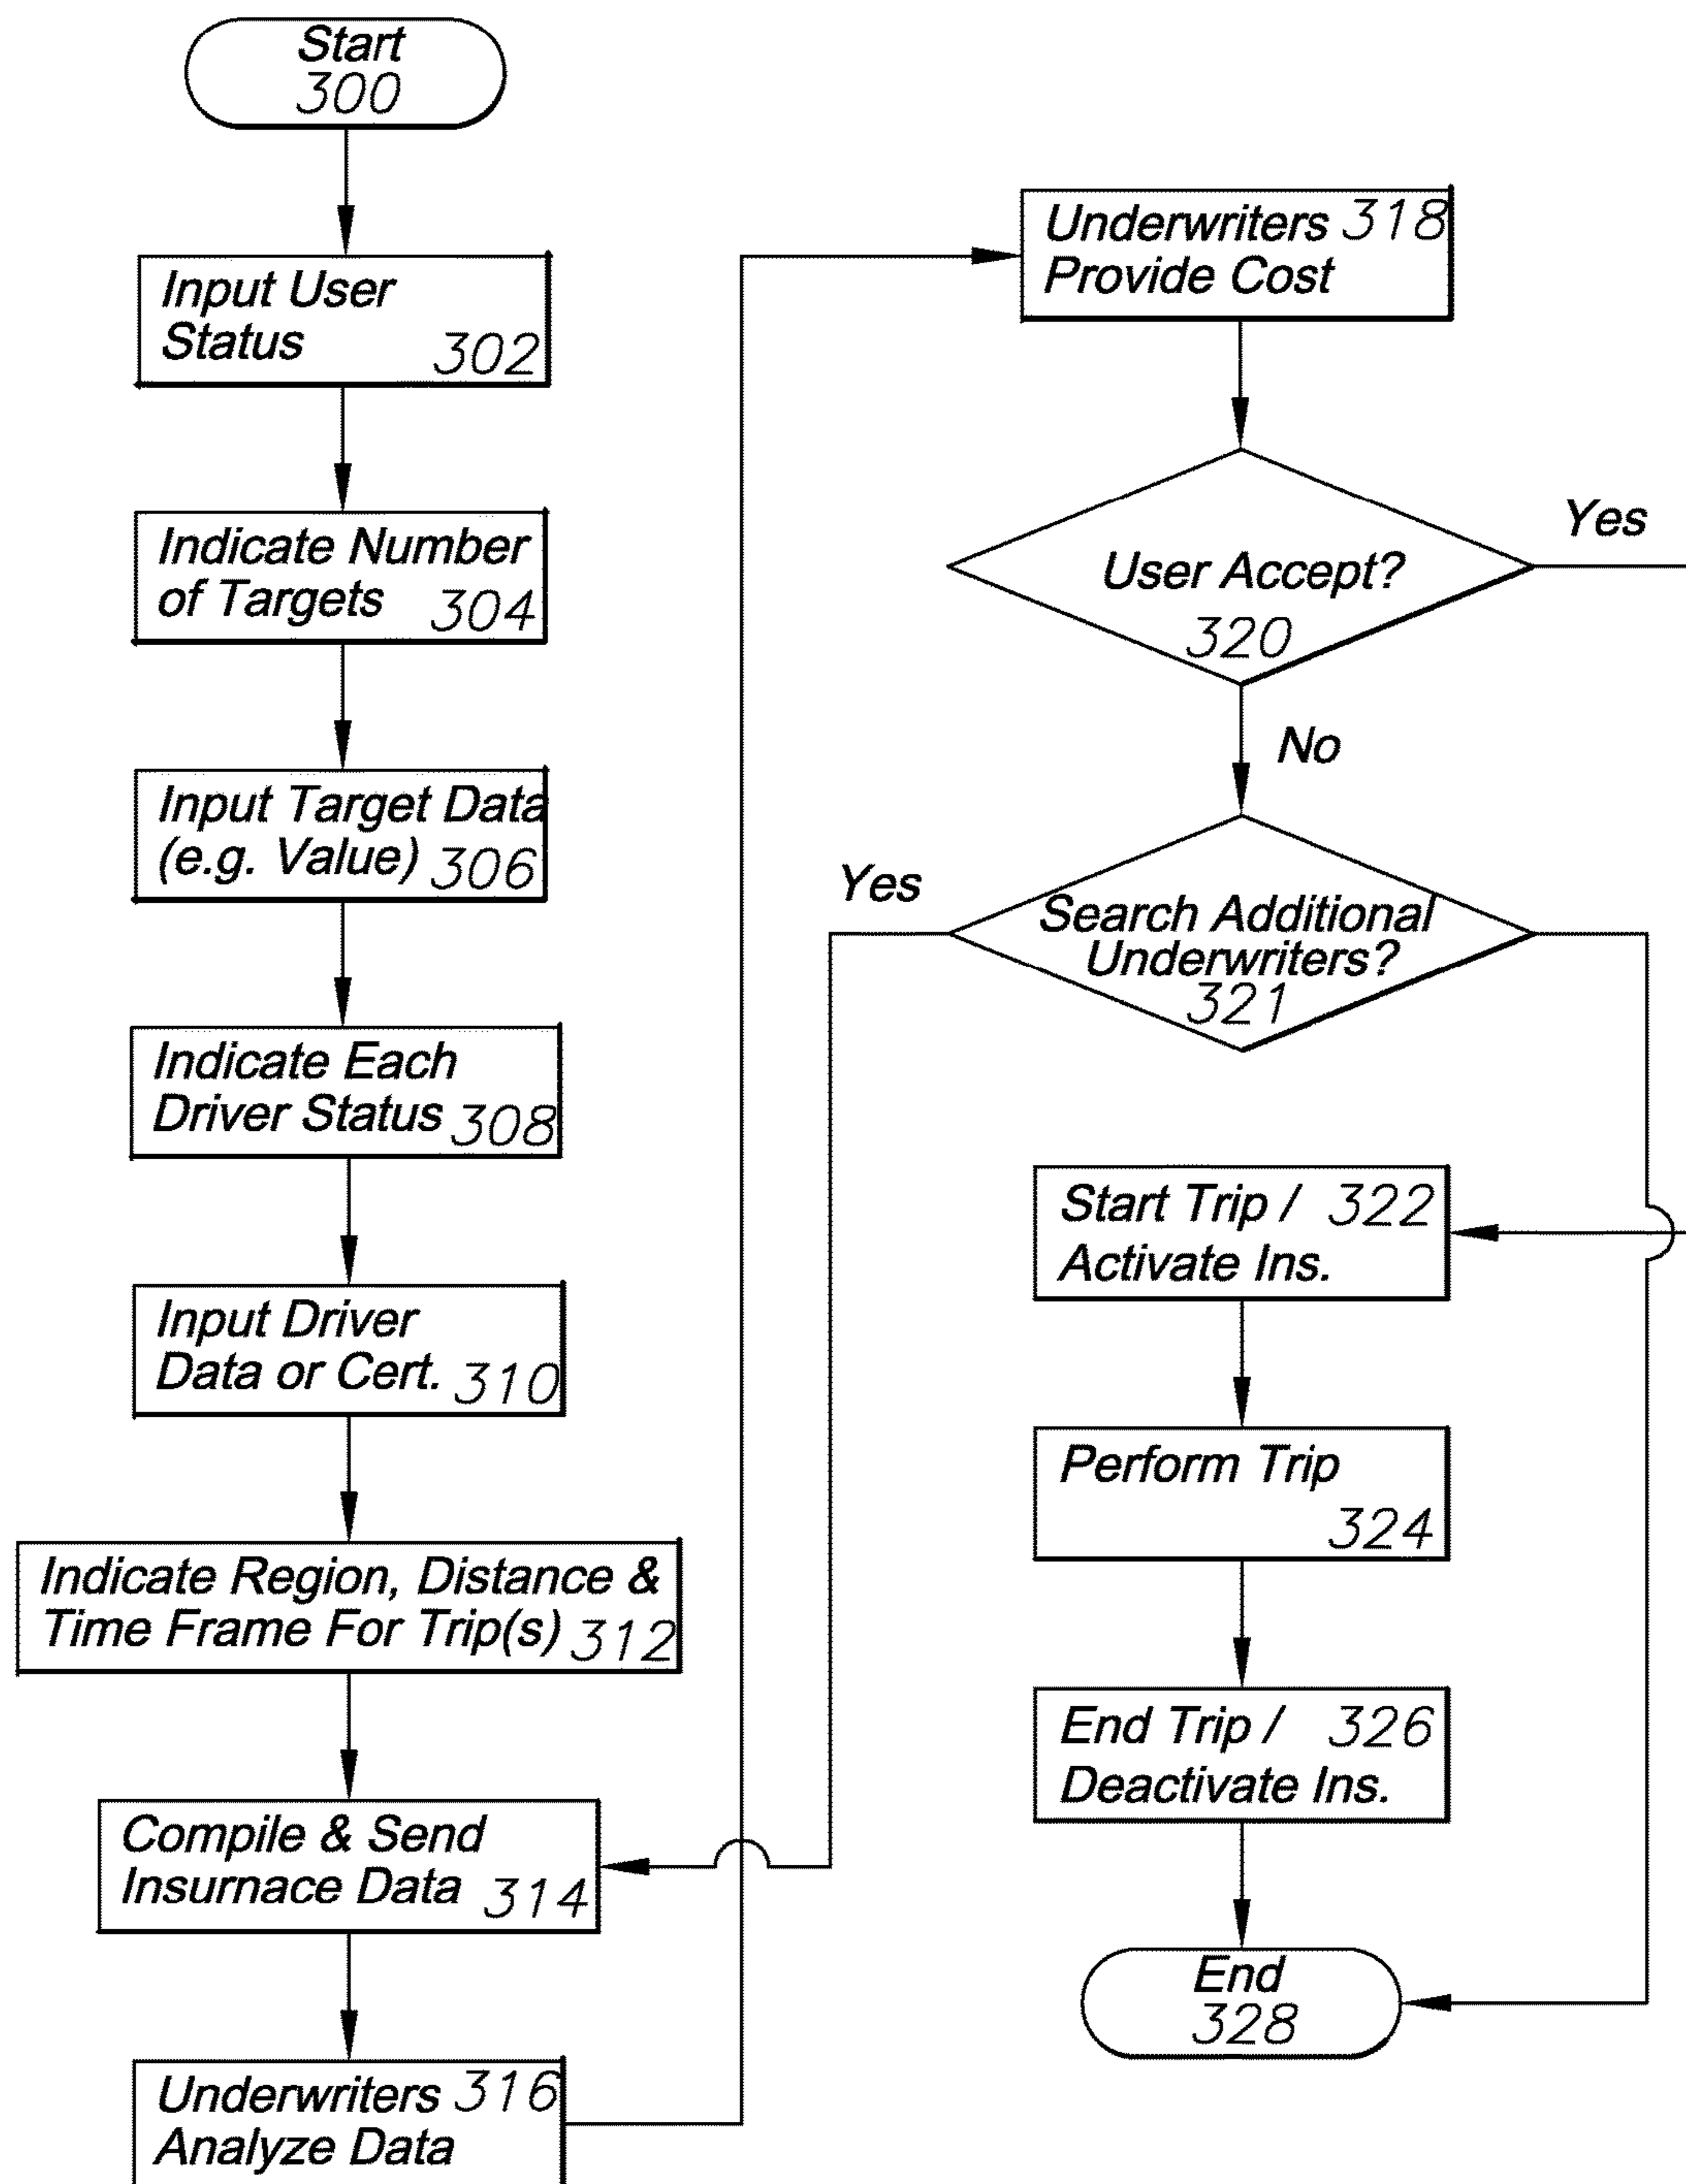 Start
300
Input User
Status 302
Indicate Number
of Targets 304
Input Target Data
(e.g. Value) 306
Indicate Each
Driver Status 308
Input Driver
Data or Cert. 310
Indicate Region, Distance &
Time Frame For Trip(s) 312
Compile & Send
Insurnace Data 314
Underwriters 316
Analyze Data
Underwriters 318
Provide Cost
User Accept?
320
Yes
No
Search Additional
Underwriters?
321
Yes
Start Trip / 322
Activate Ins.
Perform Trip
324
End Trip / 326
Deactivate Ins.
End
328